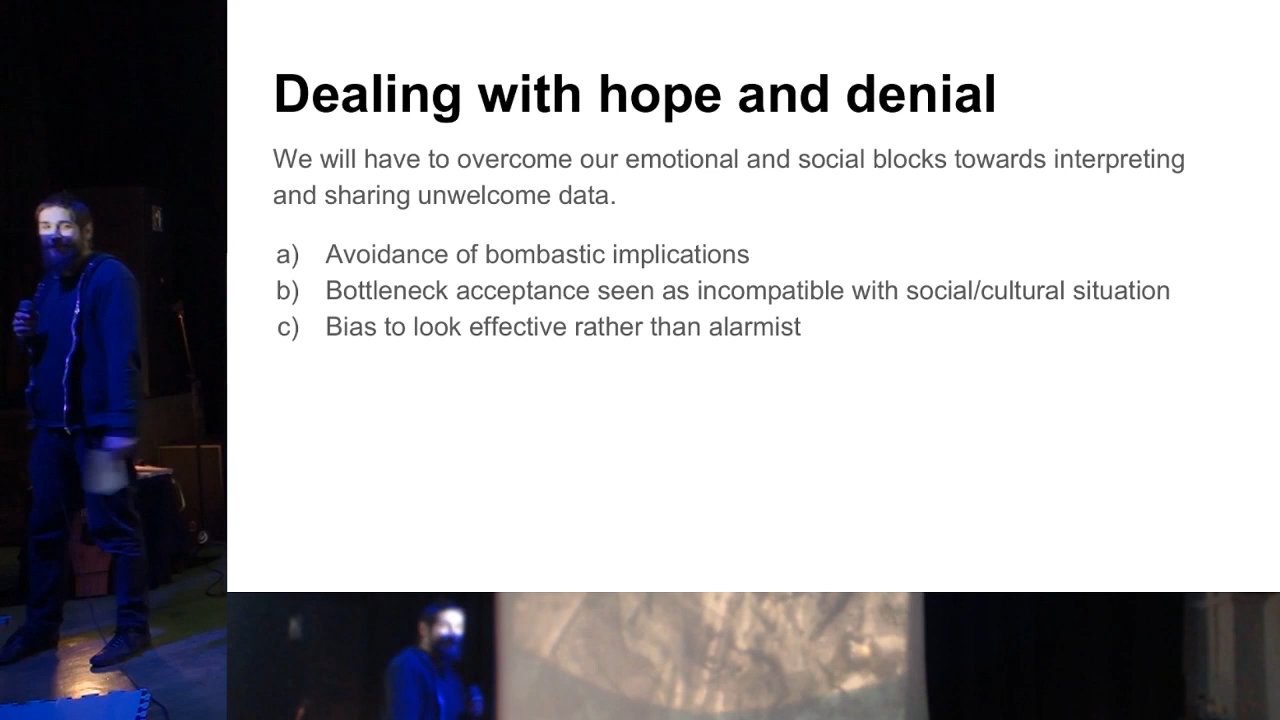 Dealing with hope and denial
We will have to overcome our emotional and social blocks towards interpreting
and sharing unwelcome data.
a) Avoidance of bombastic implications
b) Bottleneck acceptance seen as incompatible with social/cultural situation
c) Bias to look effective rather than alarmist